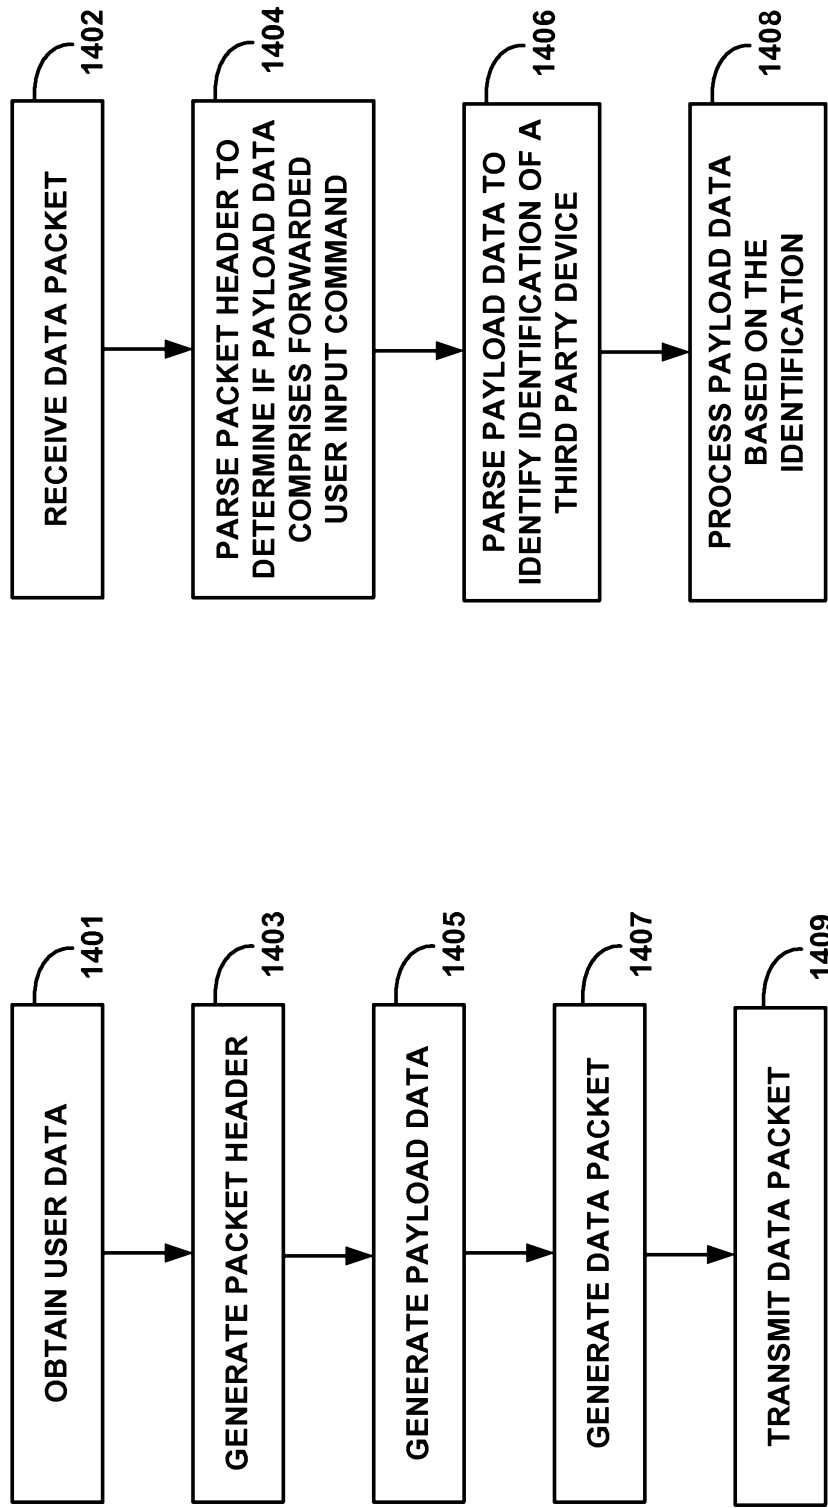 OBTAIN USER DATA
1401
GENERATE PACKET HEADER
1403
GENERATE PAYLOAD DATA
1405
GENERATE DATA PACKET
1407
TRANSMIT DATA PACKET
1409
RECEIVE DATA PACKET
1402
PARSE PACKET HEADER TO
DETERMINE IF PAYLOAD DATA
COMPRISES FORWARDED
USER INPUT COMMAND
1404
PARSE PAYLOAD DATA TO
IDENTIFY IDENTIFICATION OF A
THIRD PARTY DEVICE
1406
PROCESS PAYLOAD DATA
BASED ON THE
IDENTIFICATION
1408